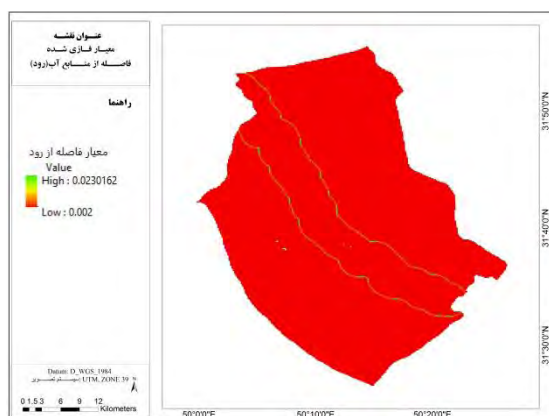 عنوان نقشه
معیار فازی شده
فاصله از منابع آب(رود)
راهنما
معیار فاصله از رود
Value
High : 0.0230162
Low : 0.002
Datum: D_WGS_1984
UTM, ZONE 39
N
0 1.5 3 6 9 12
Kilometers
50°0'0"E 50°10'0"E 50°20'0"E
31°50'0"N
31°40'0"N
31°30'0"N